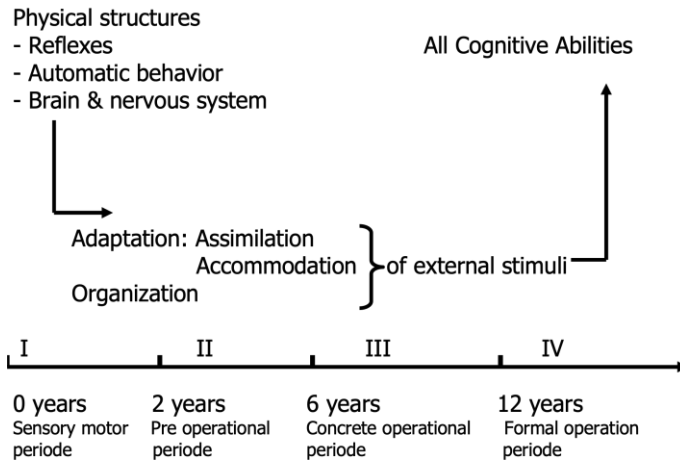 Physical structures
- Reflexes
- Automatic behavior
- Brain & nervous system
All Cognitive Abilities
Adaptation: Assimilation
Accommodation
of external stimuli
Organization
I II III IV
0 years 2 years 6 years 12 years
Sensory motor Pre operational Concrete operational Formal operation
periode periode periode periode